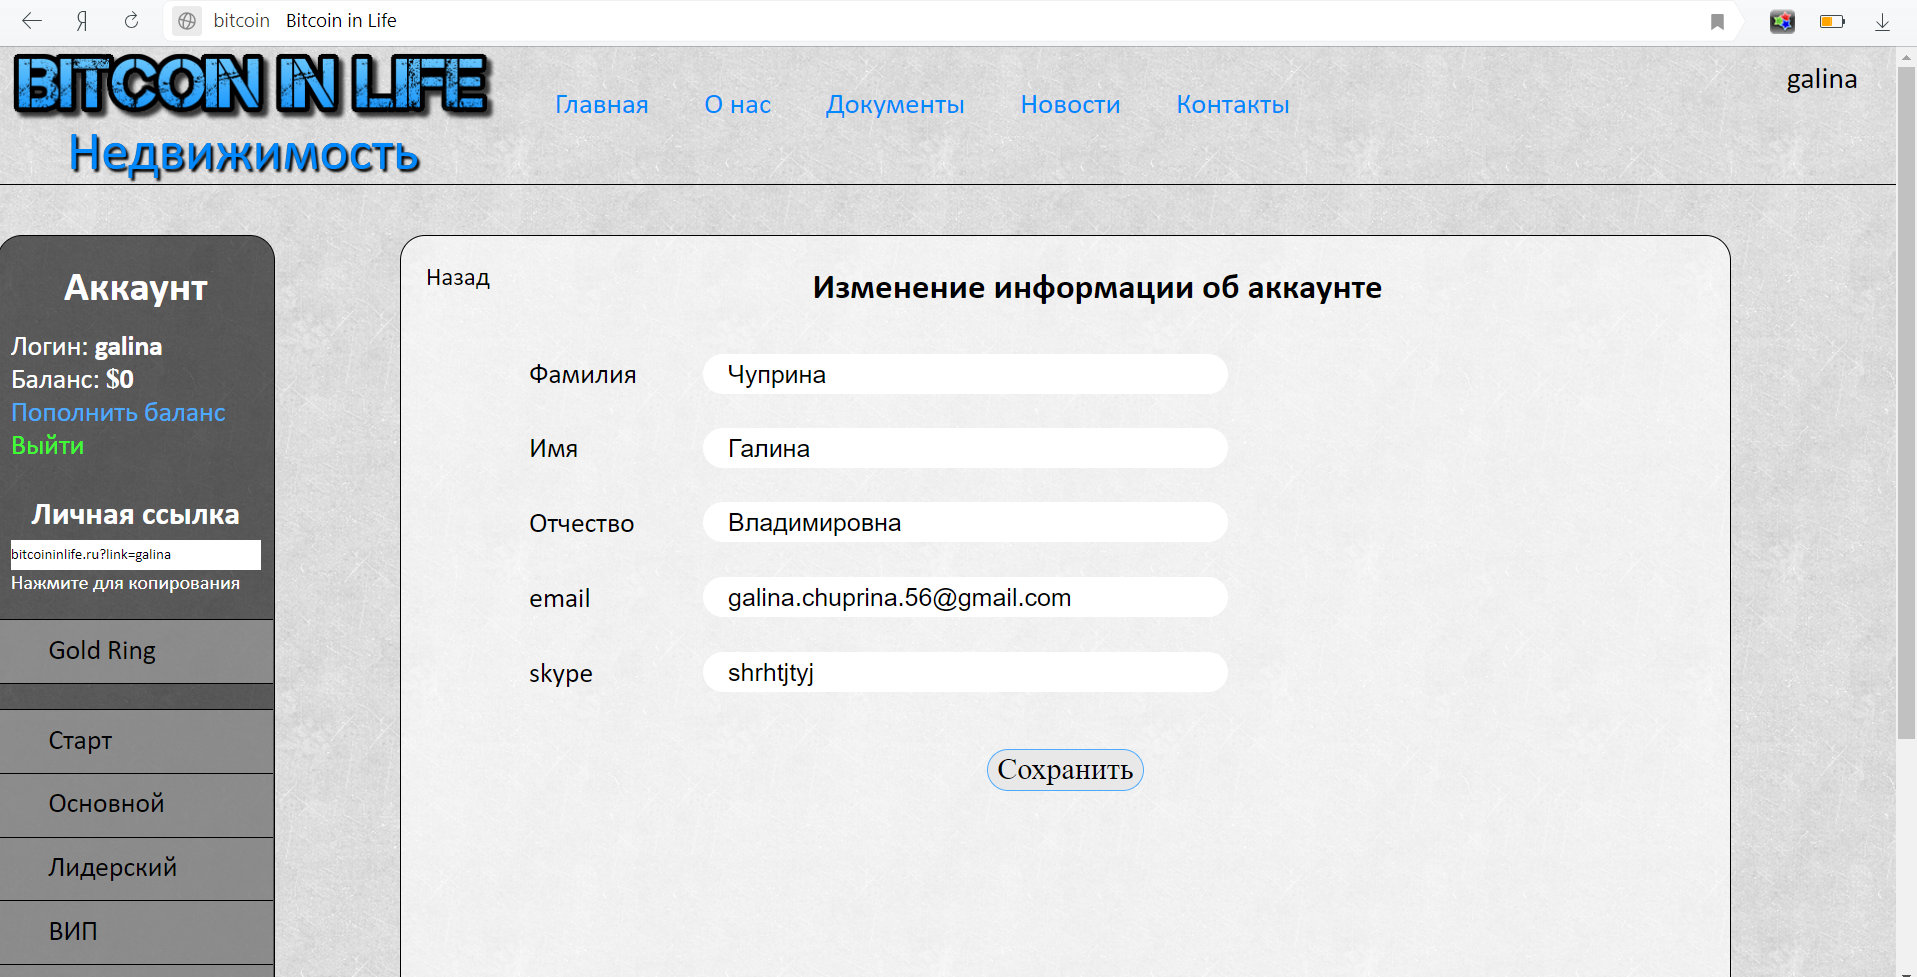 bitcoin Bitcoin in Life
BITCOIN IN LIFE
Недвижимость
Главная О нас Документы Новости Контакты
galina
Аккаунт
Логин: galina
Баланс: $0
Пополнить баланс
Выйти
Личная ссылка
bitcoininlife.ru?link=galina
Нажмите для копирования
Gold Ring
Старт
Основной
Лидерский
ВИП
Назад
Изменение информации об аккаунте
Фамилия Чуприна
Имя Галина
Отчество Владимировна
email galina.chuprina.56@gmail.com
skype shrhtjtyj
Сохранить